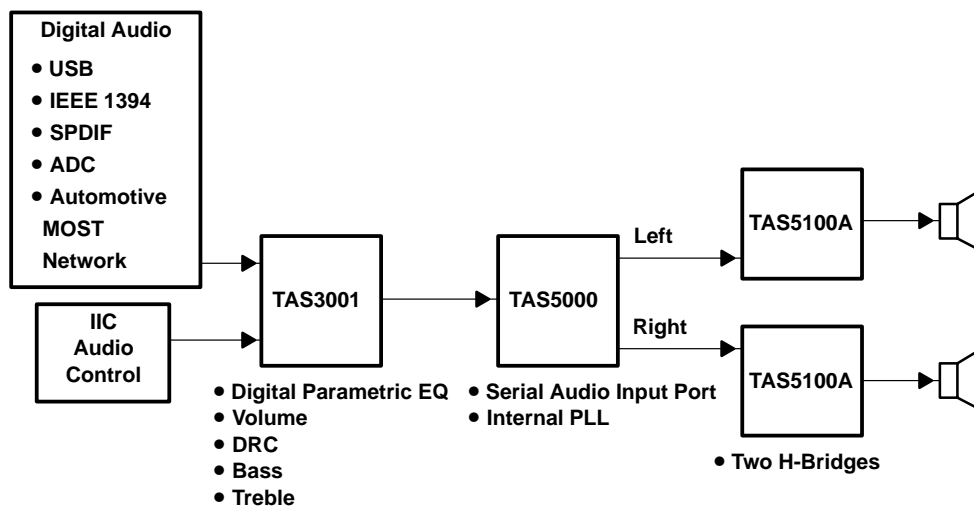 Digital Audio
• USB
• IEEE 1394
• SPDIF
• ADC
• Automotive
MOST
Network
IIC
Audio
Control
TAS3001
• Digital Parametric EQ
• Volume
• DRC
• Bass
• Treble
TAS5000
• Serial Audio Input Port
• Internal PLL
Left
Right
TAS5100A
TAS5100A
• Two H-Bridges